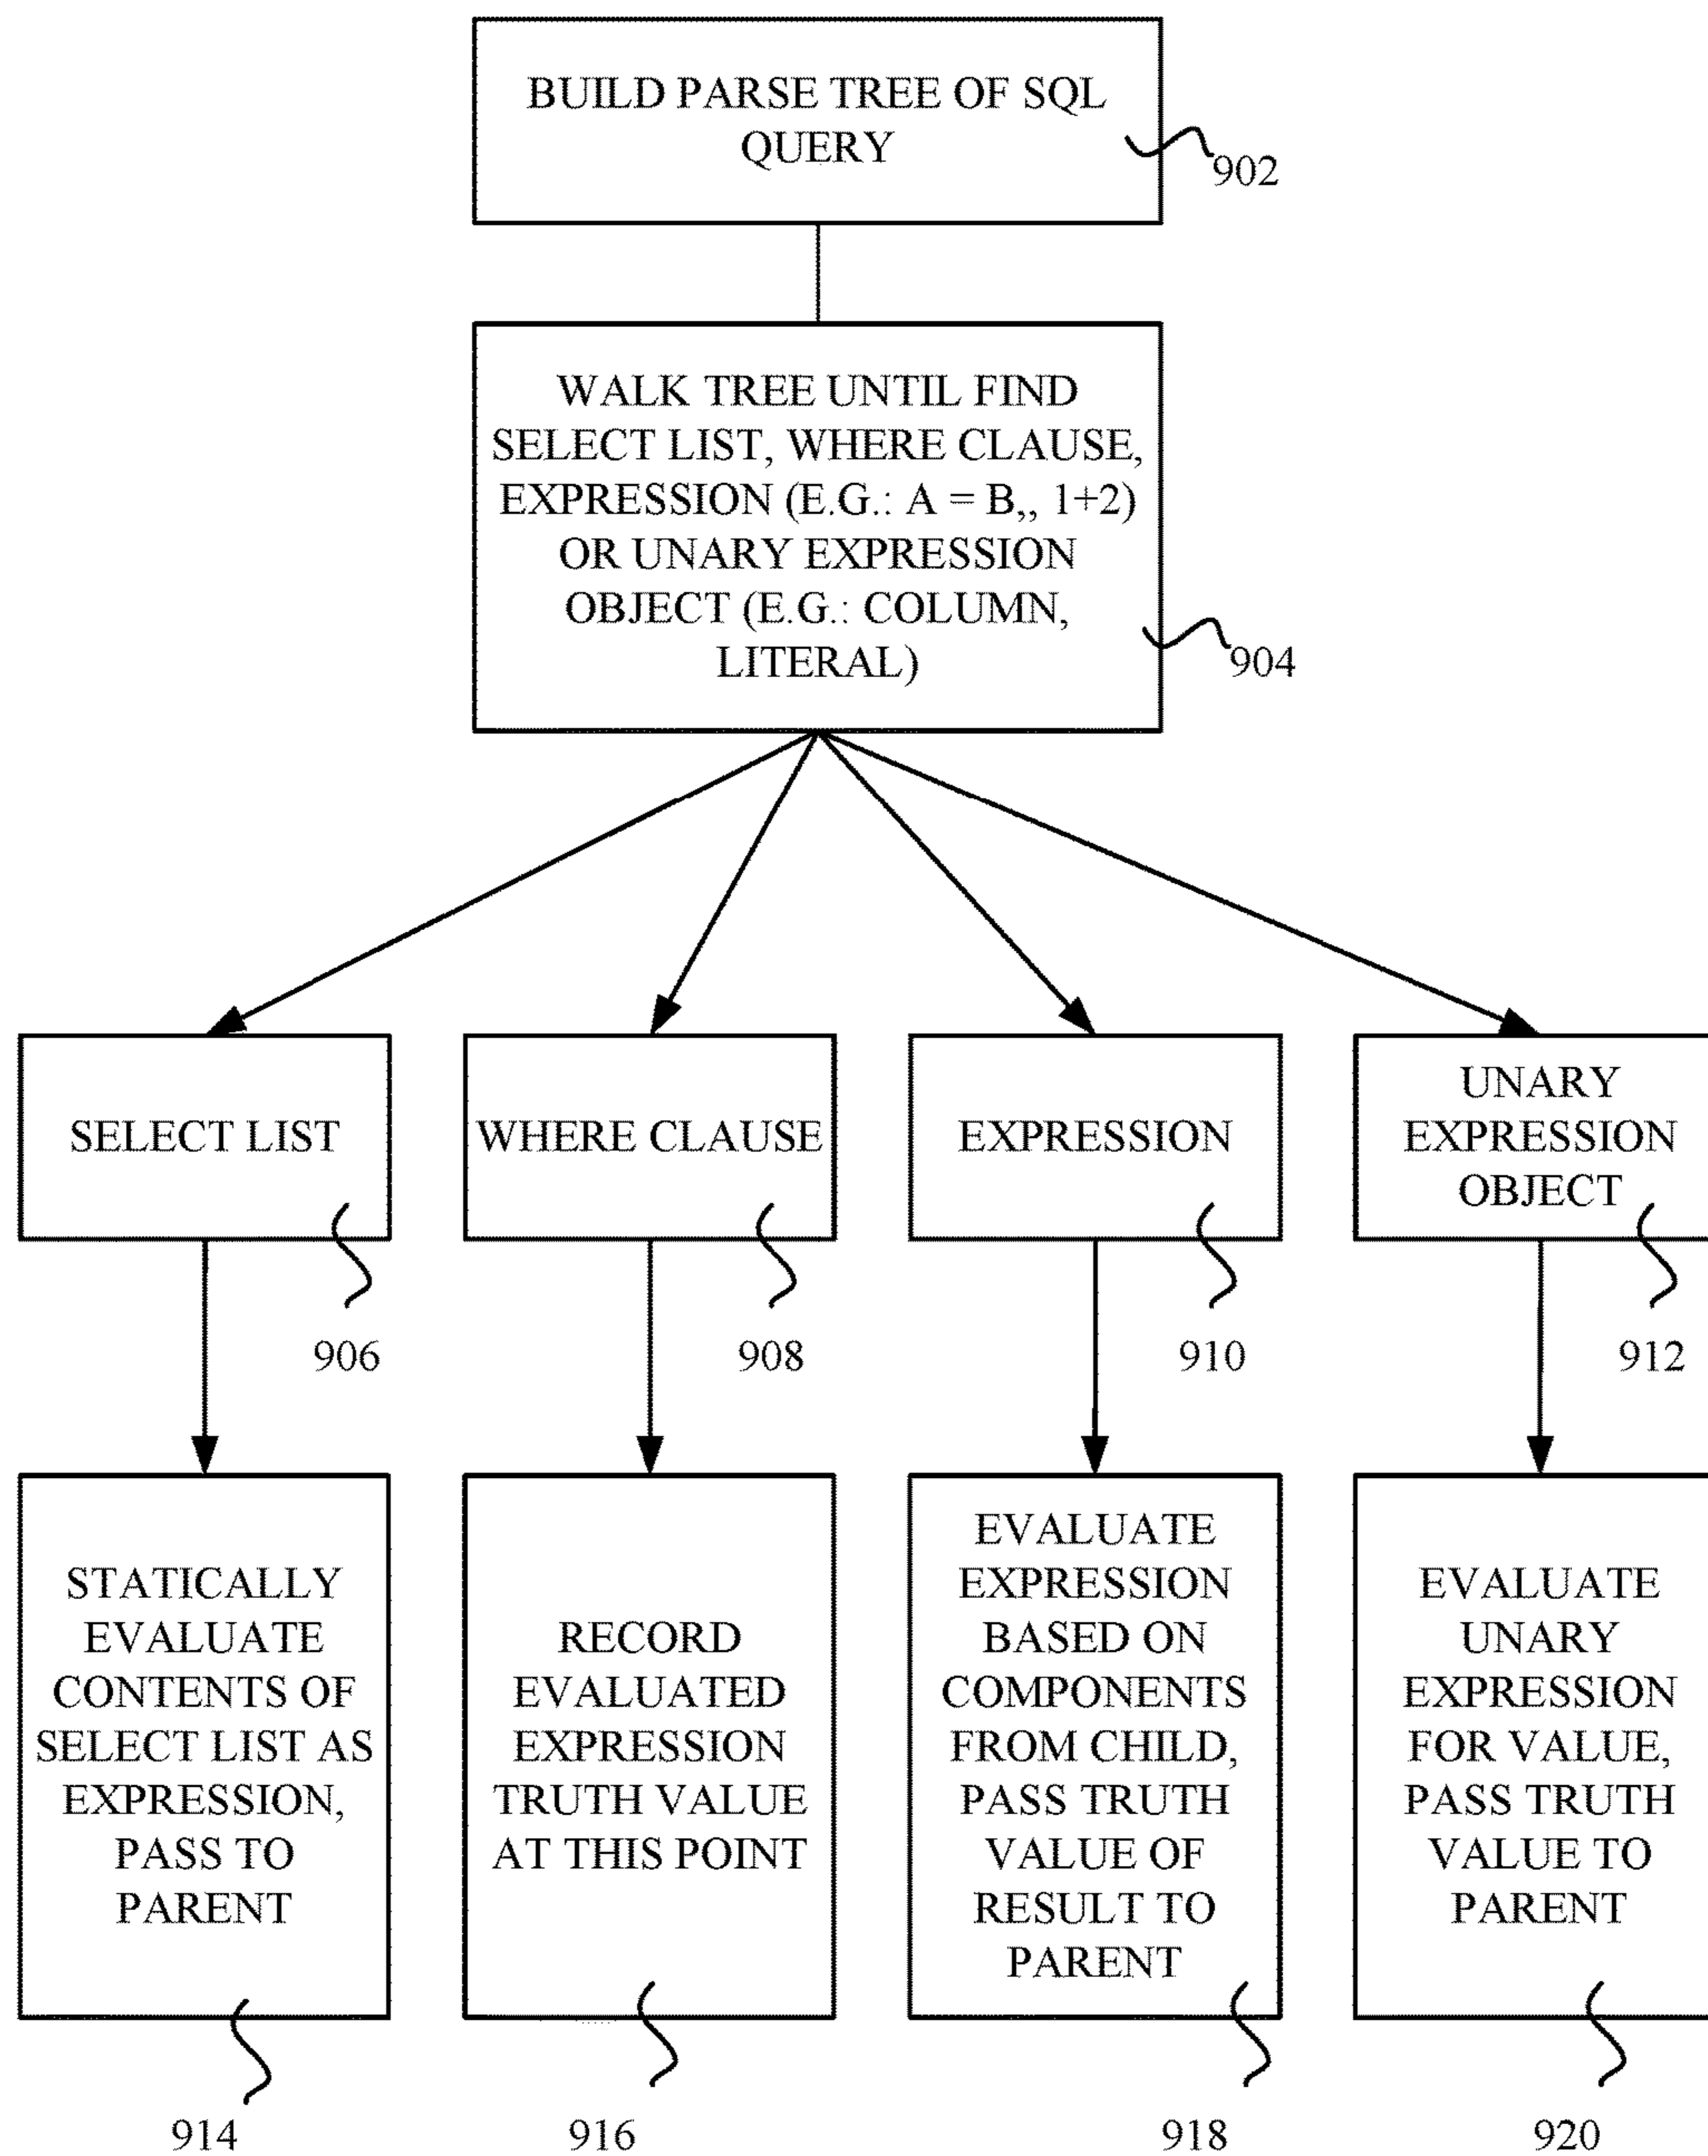 BUILD PARSE TREE OF SQL
QUERY
902
WALK TREE UNTIL FIND
SELECT LIST, WHERE CLAUSE,
EXPRESSION (E.G.: A = B,, 1+2)
OR UNARY EXPRESSION
OBJECT (E.G.: COLUMN,
LITERAL)
904
SELECT LIST
906
WHERE CLAUSE
908
EXPRESSION
910
UNARY
EXPRESSION
OBJECT
912
STATICALLY
EVALUATE
CONTENTS OF
SELECT LIST AS
EXPRESSION,
PASS TO
PARENT
914
RECORD
EVALUATED
EXPRESSION
TRUTH VALUE
AT THIS POINT
916
EVALUATE
EXPRESSION
BASED ON
COMPONENTS
FROM CHILD,
PASS TRUTH
VALUE OF
RESULT TO
PARENT
918
EVALUATE
UNARY
EXPRESSION
FOR VALUE,
PASS TRUTH
VALUE TO
PARENT
920